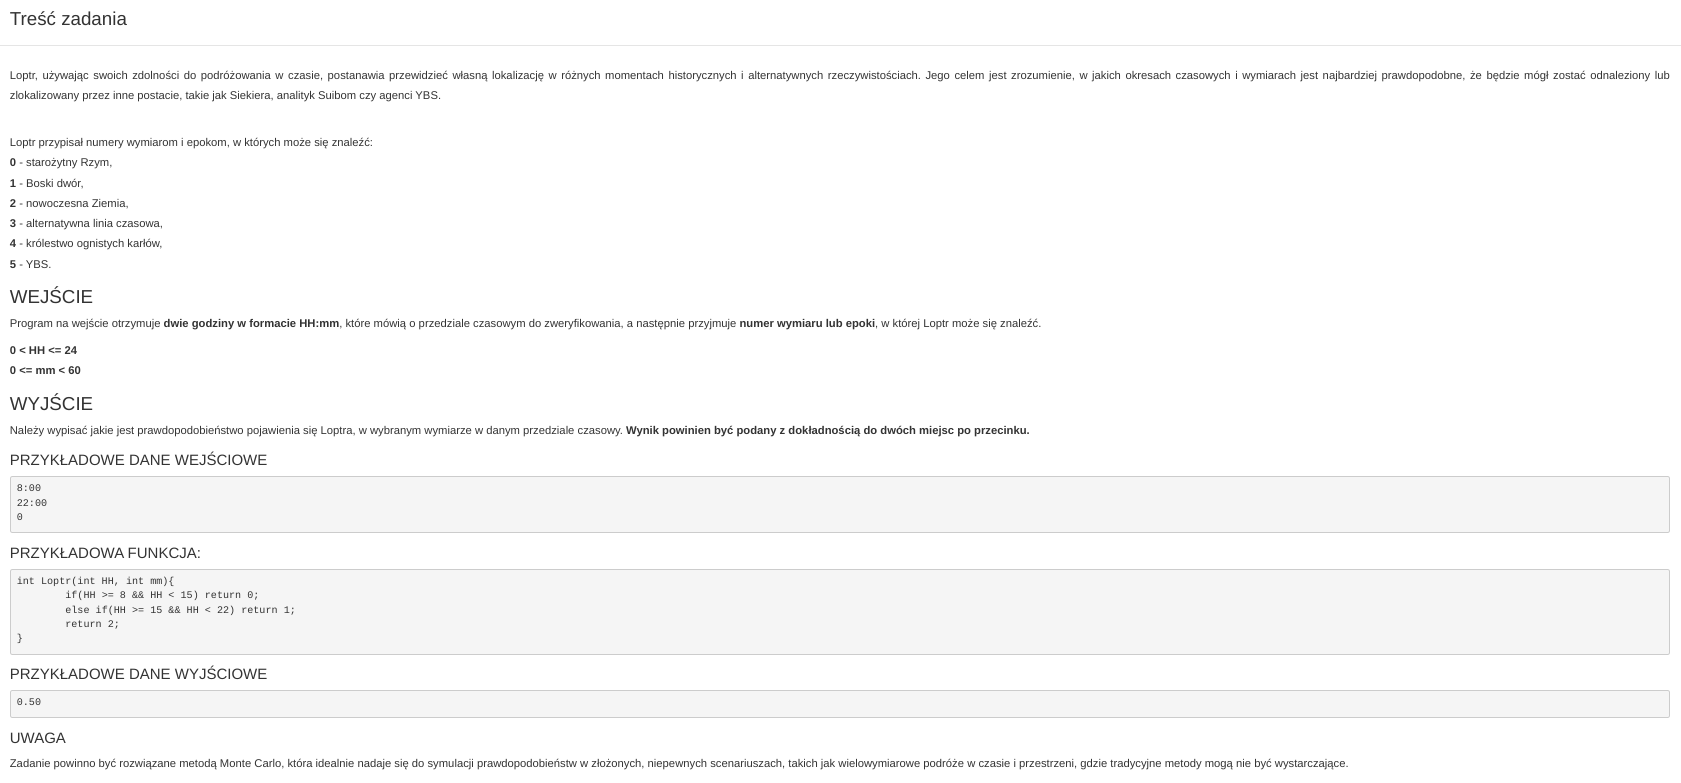 Treść zadania
Loptr, używając swoich zdolności do podróżowania w czasie, postanawia przewidzieć własną lokalizację w różnych momentach historycznych i alternatywnych rzeczywistościach. Jego celem jest zrozumienie, w jakich okresach czasowych i wymiarach jest najbardziej prawdopodobne, że będzie mógł zostać odnaleziony lub
zlokalizowany przez inne postacie, takie jak Siekiera, analityk Suibom czy agenci YBS.
Loptr przypisał numery wymiarom i epokom, w których może się znaleźć:
0 - starożytny Rzym,
1 - Boski dwór,
2 - nowoczesna Ziemia,
3 - alternatywna linia czasowa,
4 - królestwo ognistych karłów,
5 - YBS.
WEJŚCIE
Program na wejście otrzymuje dwie godziny w formacie HH:mm, które mówią o przedziale czasowym do zweryfikowania, a następnie przyjmuje numer wymiaru lub epoki, w której Loptr może się znaleźć.
0 < HH <= 24
0 <= mm < 60
WYJŚCIE
Należy wypisać jakie jest prawdopodobieństwo pojawienia się Loptra, w wybranym wymiarze w danym przedziale czasowy. Wynik powinien być podany z dokładnością do dwóch miejsc po przecinku.
PRZYKŁADOWE DANE WEJŚCIOWE
8:00
22:00
0
PRZYKŁADOWA FUNKCJA:
int Loptr(int HH, int mm){
        if(HH >= 8 && HH < 15) return 0;
        else if(HH >= 15 && HH < 22) return 1;
        return 2;
}
PRZYKŁADOWE DANE WYJŚCIOWE
0.50
UWAGA
Zadanie powinno być rozwiązane metodą Monte Carlo, która idealnie nadaje się do symulacji prawdopodobieństw w złożonych, niepewnych scenariuszach, takich jak wielowymiarowe podróże w czasie i przestrzeni, gdzie tradycyjne metody mogą nie być wystarczające.